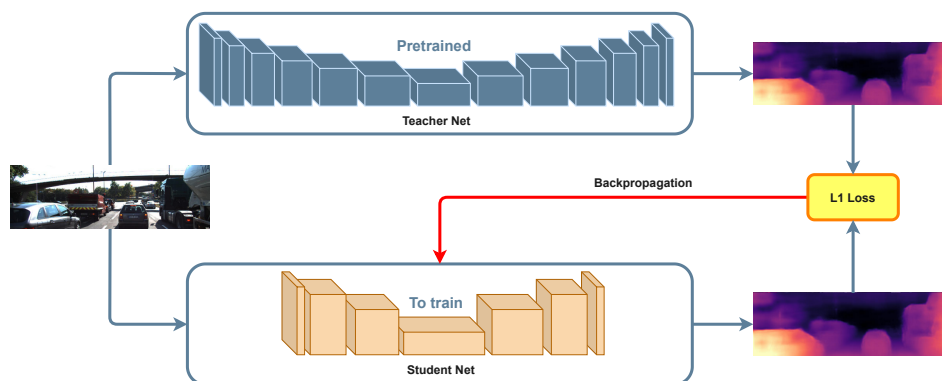 Pretrained
Teacher Net
Backpropagation
L1 Loss
To train
Student Net